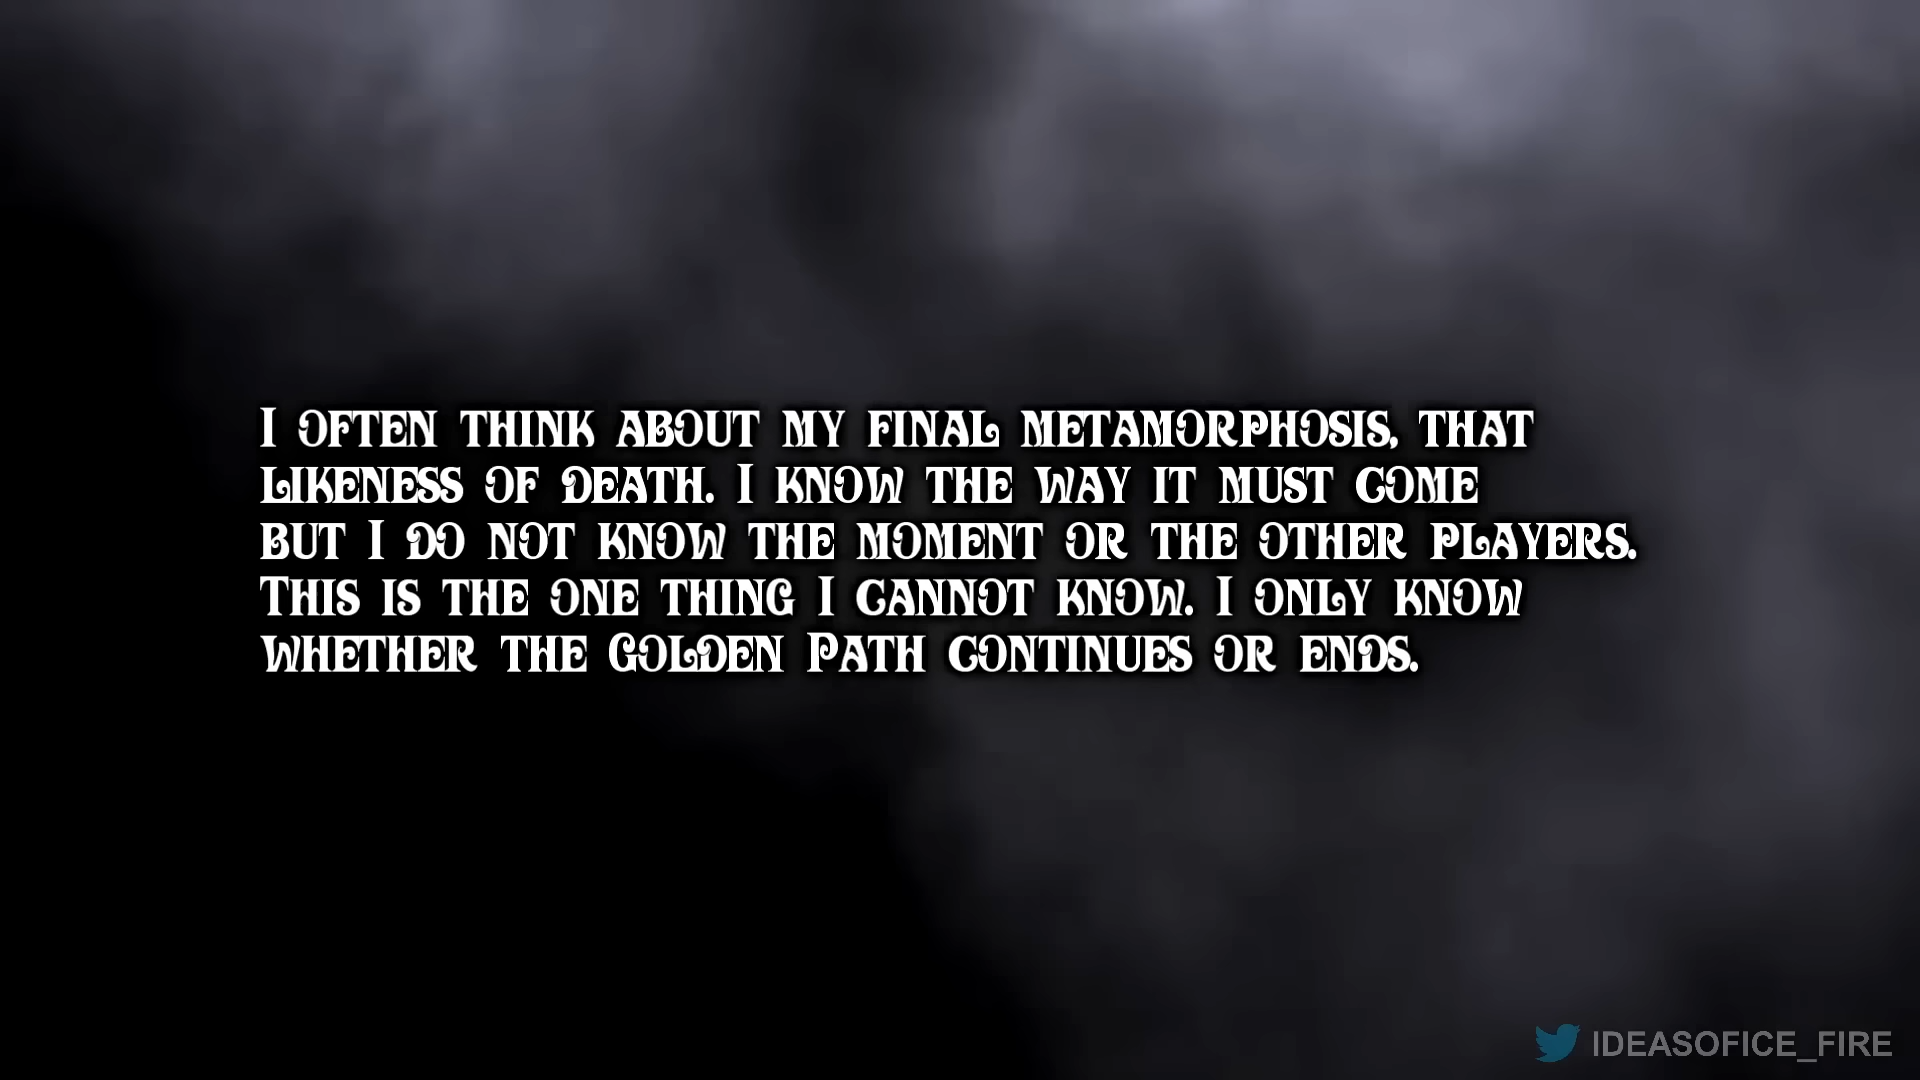 I often think about my final metamorphosis, that
likeness of death. I know the way it must come
but I do not know the moment or the other players.
This is the one thing I cannot know. I only know
whether the Golden Path continues or ends.
IDEASOFICE_FIRE